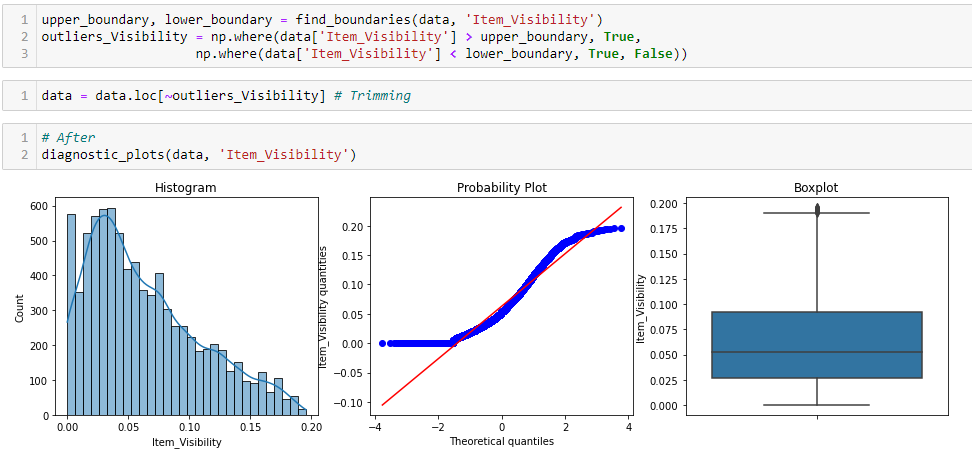 1 upper_boundary, lower_boundary = find_boundaries(data, 'Item_Visibility')
2 outliers_Visibility = np.where(data['Item_Visibility'] > upper_boundary, True,
3 np.where(data['Item_Visibility'] < lower_boundary, True, False))
1 data = data.loc[~outliers_Visibility] # Trimming
1 # After
2 diagnostic_plots(data, 'Item_Visibility')
Histogram
600
500
400
300
200
100
0
Count
0.00 0.05 0.10 0.15 0.20
Item_Visibility
Probability Plot
0.20
0.15
0.10
0.05
0.00
−0.05
−0.10
Item_Visibility quantities
−4 −2 0 2 4
Theoretical quantiles
Boxplot
0.200
0.175
0.150
0.125
0.100
0.075
0.050
0.025
0.000
Item_Visibility